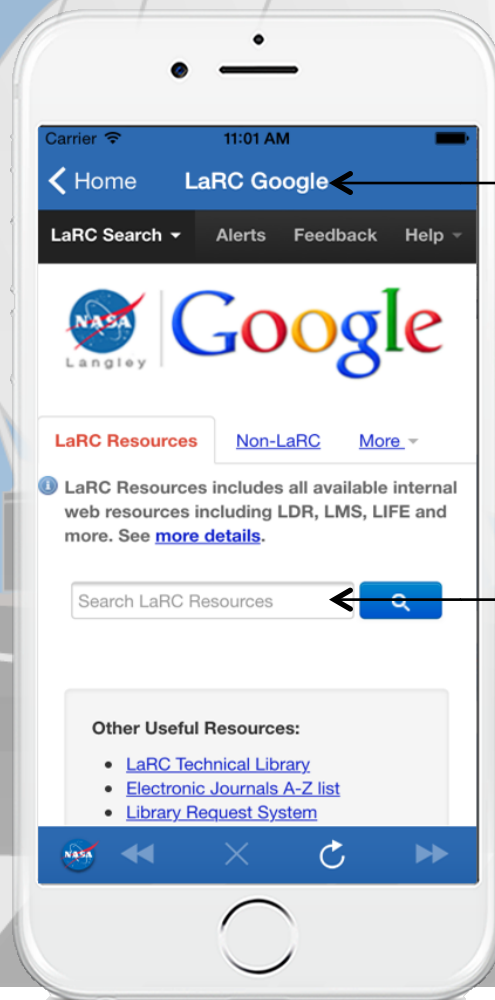 Carrier 11:01 AM
Home LaRC Google
LaRC Search Alerts Feedback Help
NASA Google
Langley
LaRC Resources Non-LaRC More
LaRC Resources includes all available internal
web resources including LDR, LMS, LIFE and
more. See more details.
Search LaRC Resources
Other Useful Resources:
• LaRC Technical Library
• Electronic Journals A-Z list
• Library Request System
NASA